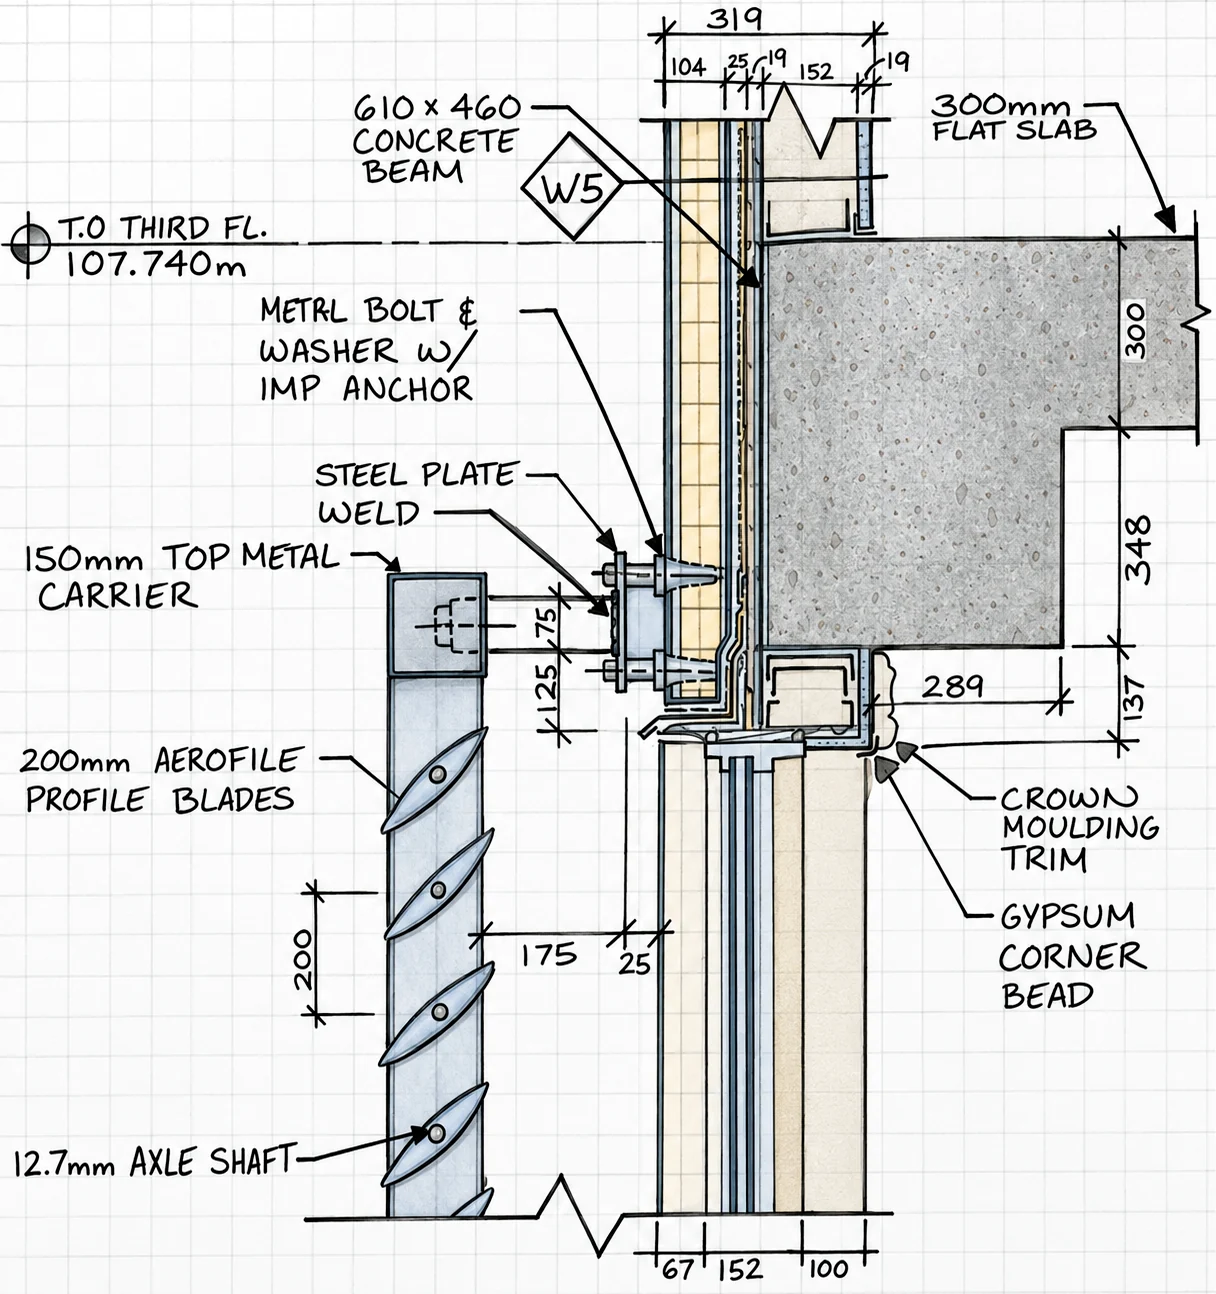 319
104 25 19 152 19
610 x 460
CONCRETE
BEAM
300mm
FLAT SLAB
W5
T.O THIRD FL.
107.740m
METRL BOLT &
WASHER W/
IMP ANCHOR
300
STEEL PLATE
WELD
150mm TOP METAL
CARRIER
348
75
125
289
137
200mm AEROFILE
PROFILE BLADES
CROWN
MOULDING
TRIM
GYPSUM
CORNER
BEAD
175
25
200
12.7mm AXLE SHAFT
67 152 100